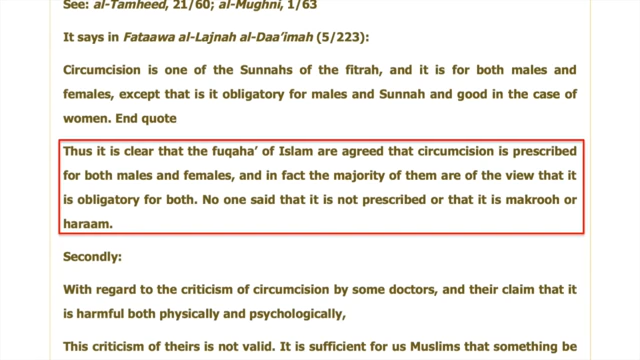 See: al-Tamheed, 21/60; al-Mughni, 1/63
It says in Fataawa al-Lajnah al-Daa'imah (5/223):
Circumcision is one of the Sunnahs of the fitrah, and it is for both males and
females, except that is it obligatory for males and Sunnah and good in the case of
women. End quote
Thus it is clear that the fuqaha' of Islam are agreed that circumcision is prescribed
for both males and females, and in fact the majority of them are of the view that it
is obligatory for both. No one said that it is not prescribed or that it is makrooh or
haraam.
Secondly:
With regard to the criticism of circumcision by some doctors, and their claim that it
is harmful both physically and psychologically,
This criticism of theirs is not valid. It is sufficient for us Muslims that something be